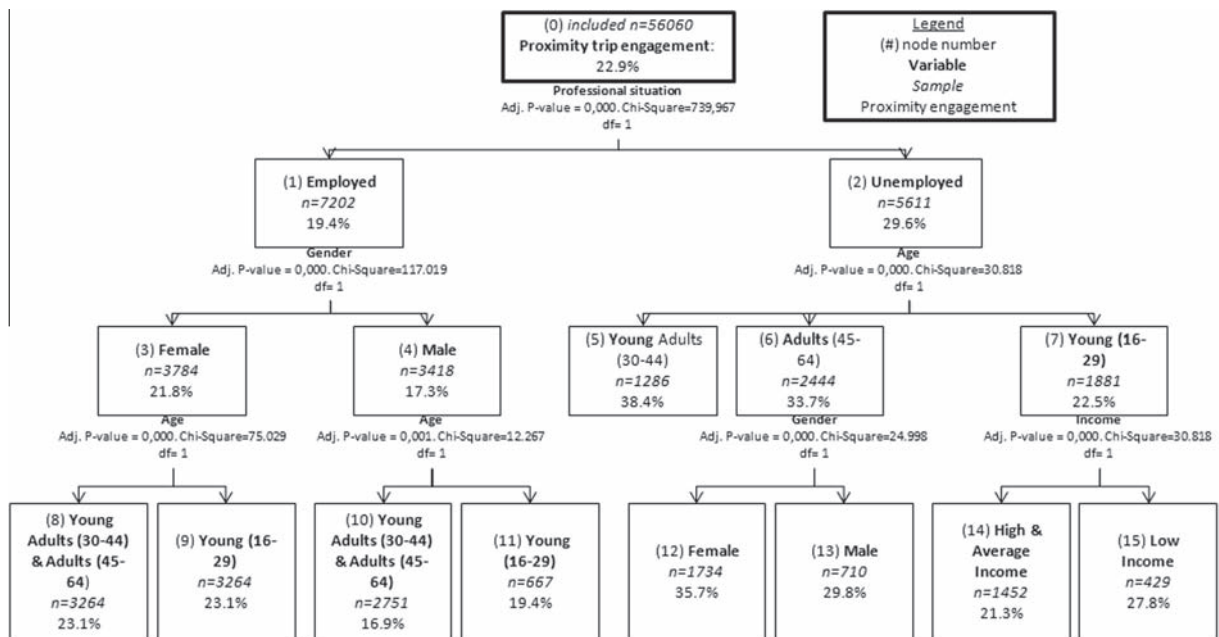 (0) included n=56060
Proximity trip engagement:
22.9%
Professional situation
Adj. P-value = 0,000. Chi-Square=739,967
df= 1
Legend
(#) node number
Variable
Sample
Proximity engagement
(1) Employed
n=7202
19.4%
Gender
Adj. P-value = 0,000. Chi-Square=117.019
df= 1
(2) Unemployed
n=5611
29.6%
Age
Adj. P-value = 0,000. Chi-Square=30.818
df= 1
(3) Female
n=3784
21.8%
Age
Adj. P-value = 0,000. Chi-Square=75.029
df= 1
(4) Male
n=3418
17.3%
Age
Adj. P-value = 0,001. Chi-Square=12.267
df= 1
(5) Young Adults
(30-44)
n=1286
38.4%
(6) Adults (45-
64)
n=2444
33.7%
Gender
Adj. P-value = 0,000. Chi-Square=24.998
df= 1
(7) Young (16-
29)
n=1881
22.5%
Income
Adj. P-value = 0,000. Chi-Square=30.818
df= 1
(8) Young
Adults (30-44)
& Adults (45-
64)
n=3264
23.1%
(9) Young (16-
29)
n=3264
23.1%
(10) Young
Adults (30-44)
& Adults (45-
64)
n=2751
16.9%
(11) Young
(16-29)
n=667
19.4%
(12) Female
n=1734
35.7%
(13) Male
n=710
29.8%
(14) High &
Average
Income
n=1452
21.3%
(15) Low
Income
n=429
27.8%